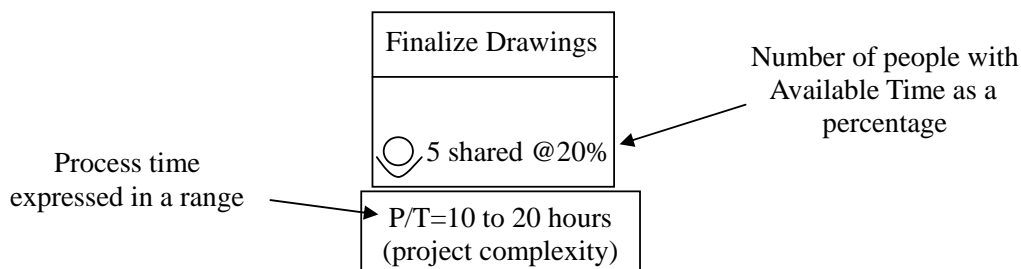 Finalize Drawings
Number of people with
Available Time as a
percentage
5 shared @20%
Process time
expressed in a range
P/T=10 to 20 hours
(project complexity)